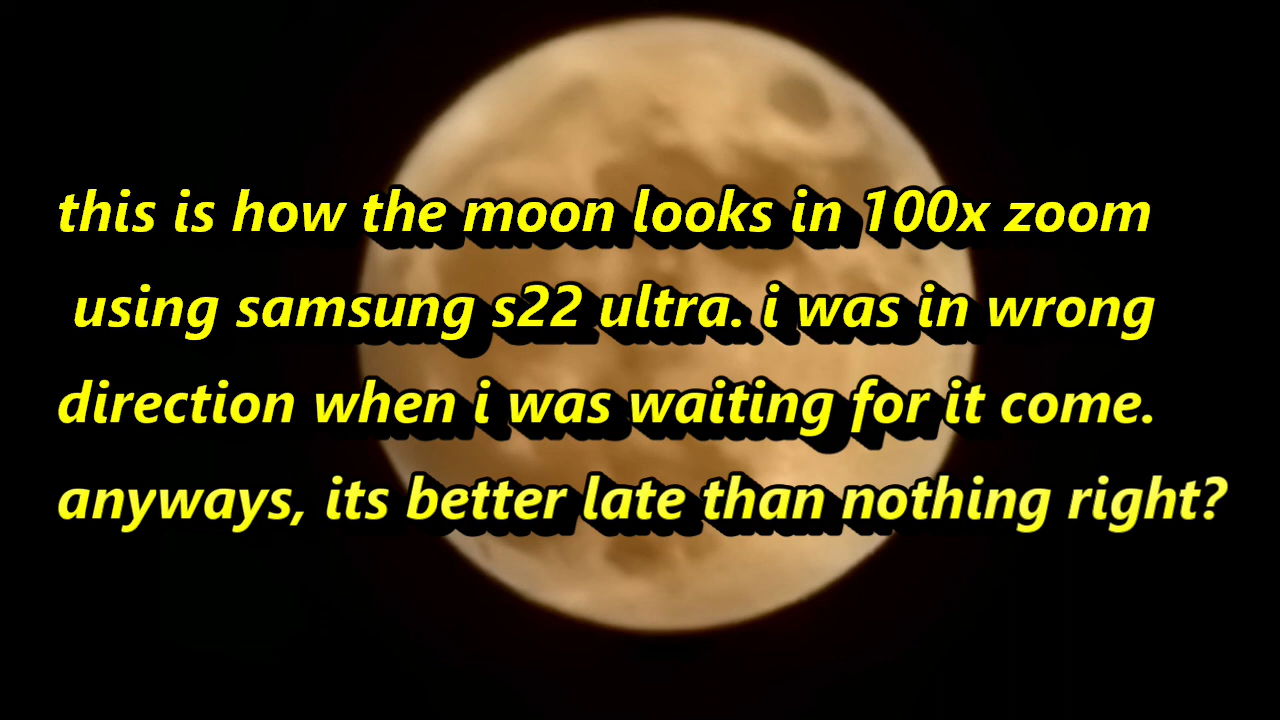 this is how the moon looks in 100x zoom
using samsung s22 ultra. i was in wrong
direction when i was waiting for it come.
anyways, its better late than nothing right?